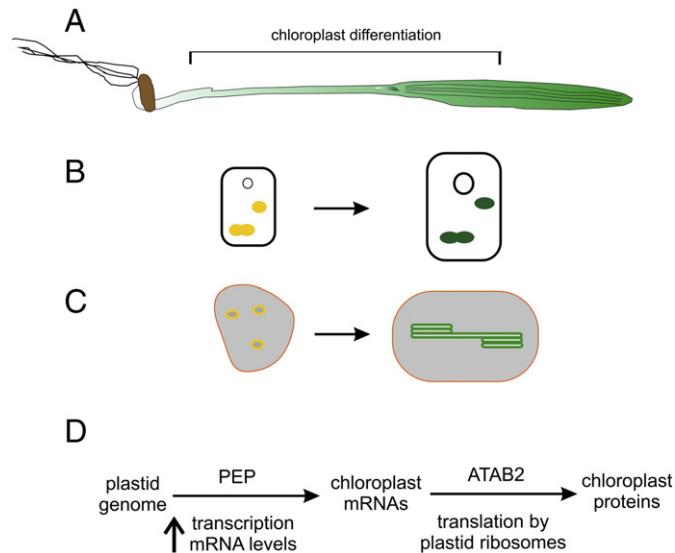 A
chloroplast differentiation
B
C
D
plastid
genome
PEP
transcription
mRNA levels
chloroplast
mRNAs
ATAB2
translation by
plastid ribosomes
chloroplast
proteins